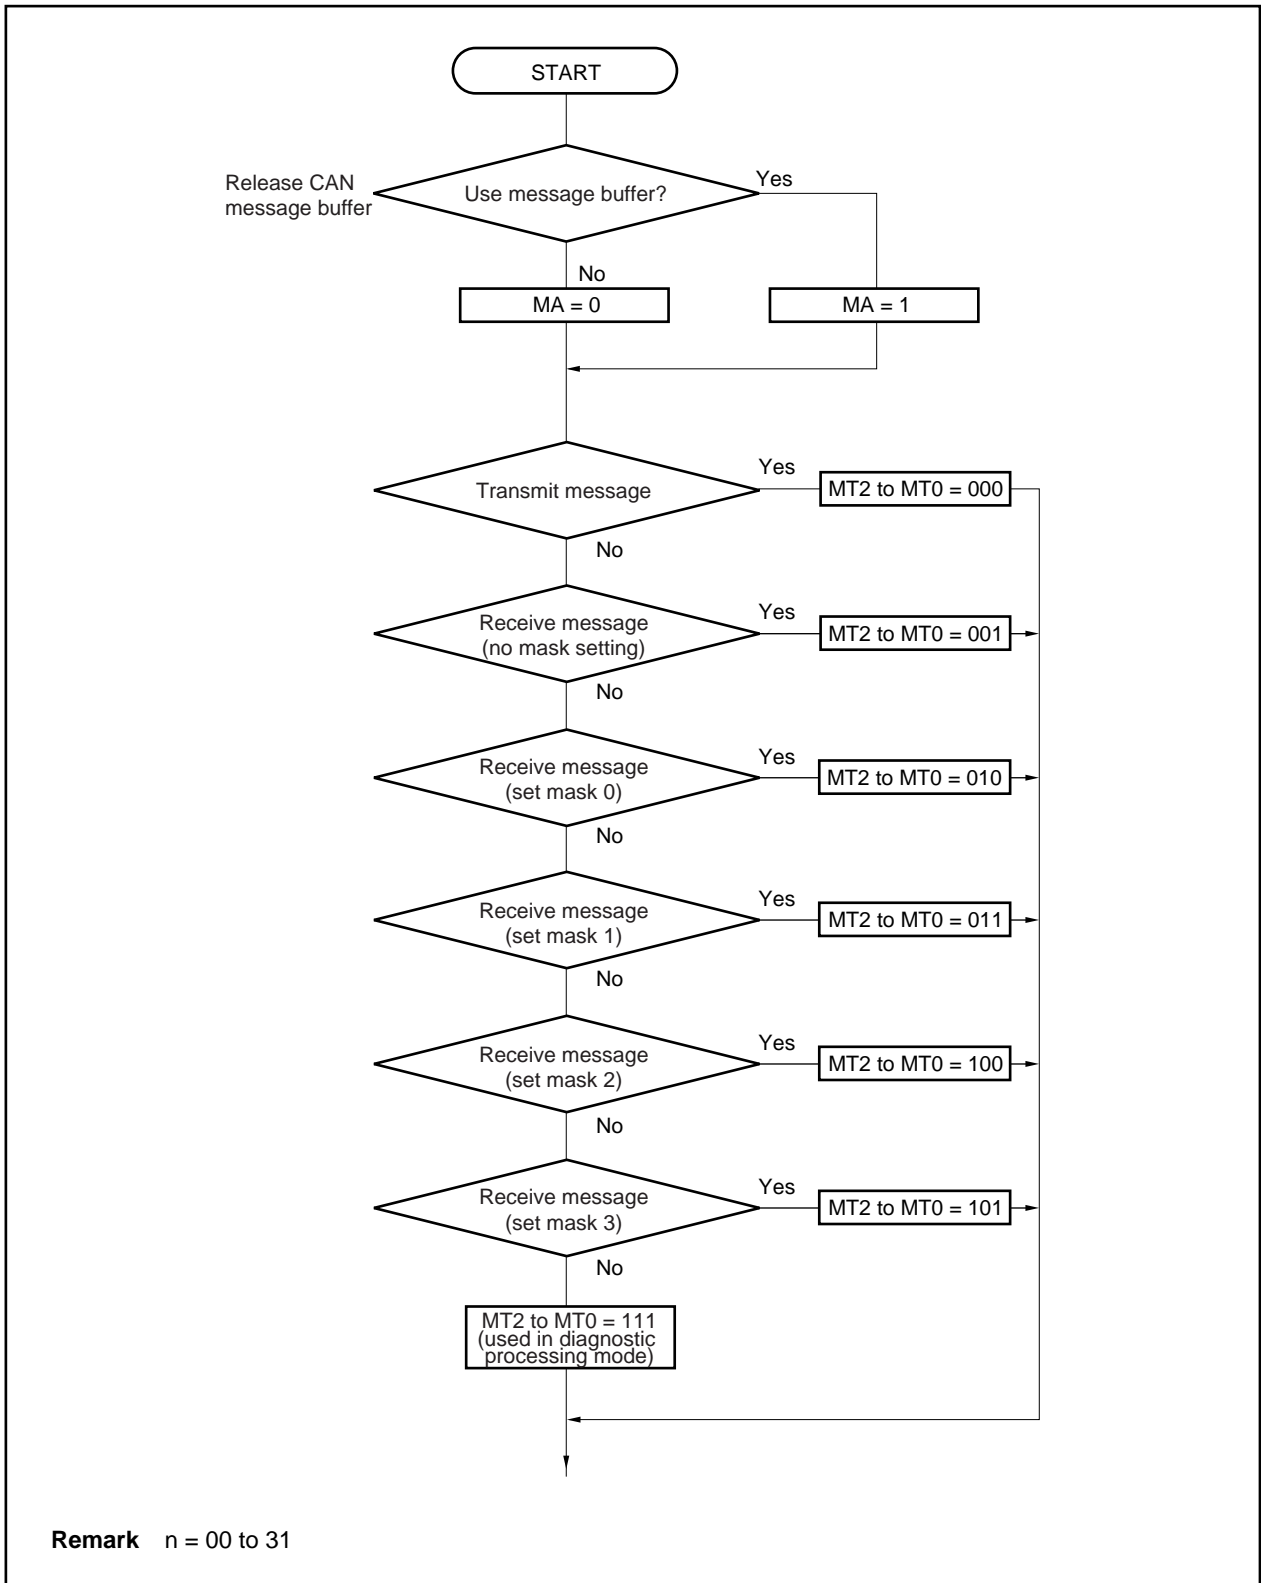 START
Release CAN
message buffer
Use message buffer?
Yes
No
MA = 0
MA = 1
Transmit message
Yes
MT2 to MT0 = 000
No
Receive message
(no mask setting)
Yes
MT2 to MT0 = 001
No
Receive message
(set mask 0)
Yes
MT2 to MT0 = 010
No
Receive message
(set mask 1)
Yes
MT2 to MT0 = 011
No
Receive message
(set mask 2)
Yes
MT2 to MT0 = 100
No
Receive message
(set mask 3)
Yes
MT2 to MT0 = 101
No
MT2 to MT0 = 111
(used in diagnostic
processing mode)
Remark n = 00 to 31